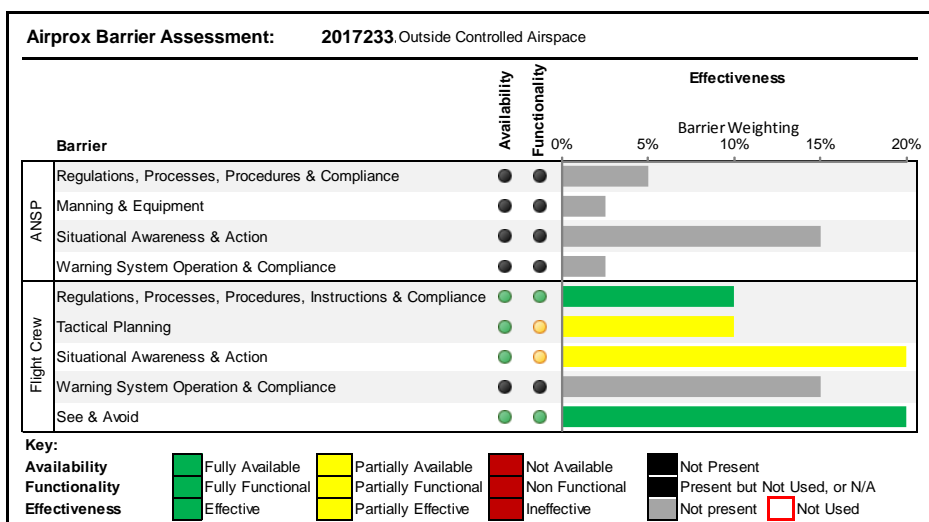 Airprox Barrier Assessment: 2017233. Outside Controlled Airspace
Availability
Functionality
Effectiveness
Barrier Weighting
Barrier
0% 5% 10% 15% 20%
ANSP
Regulations, Processes, Procedures & Compliance
Manning & Equipment
Situational Awareness & Action
Warning System Operation & Compliance
Flight Crew
Regulations, Processes, Procedures, Instructions & Compliance
Tactical Planning
Situational Awareness & Action
Warning System Operation & Compliance
See & Avoid
Key:
Availability Fully Available Partially Available Not Available Not Present
Functionality Fully Functional Partially Functional Non Functional Present but Not Used, or N/A
Effectiveness Effective Partially Effective Ineffective Not present Not Used